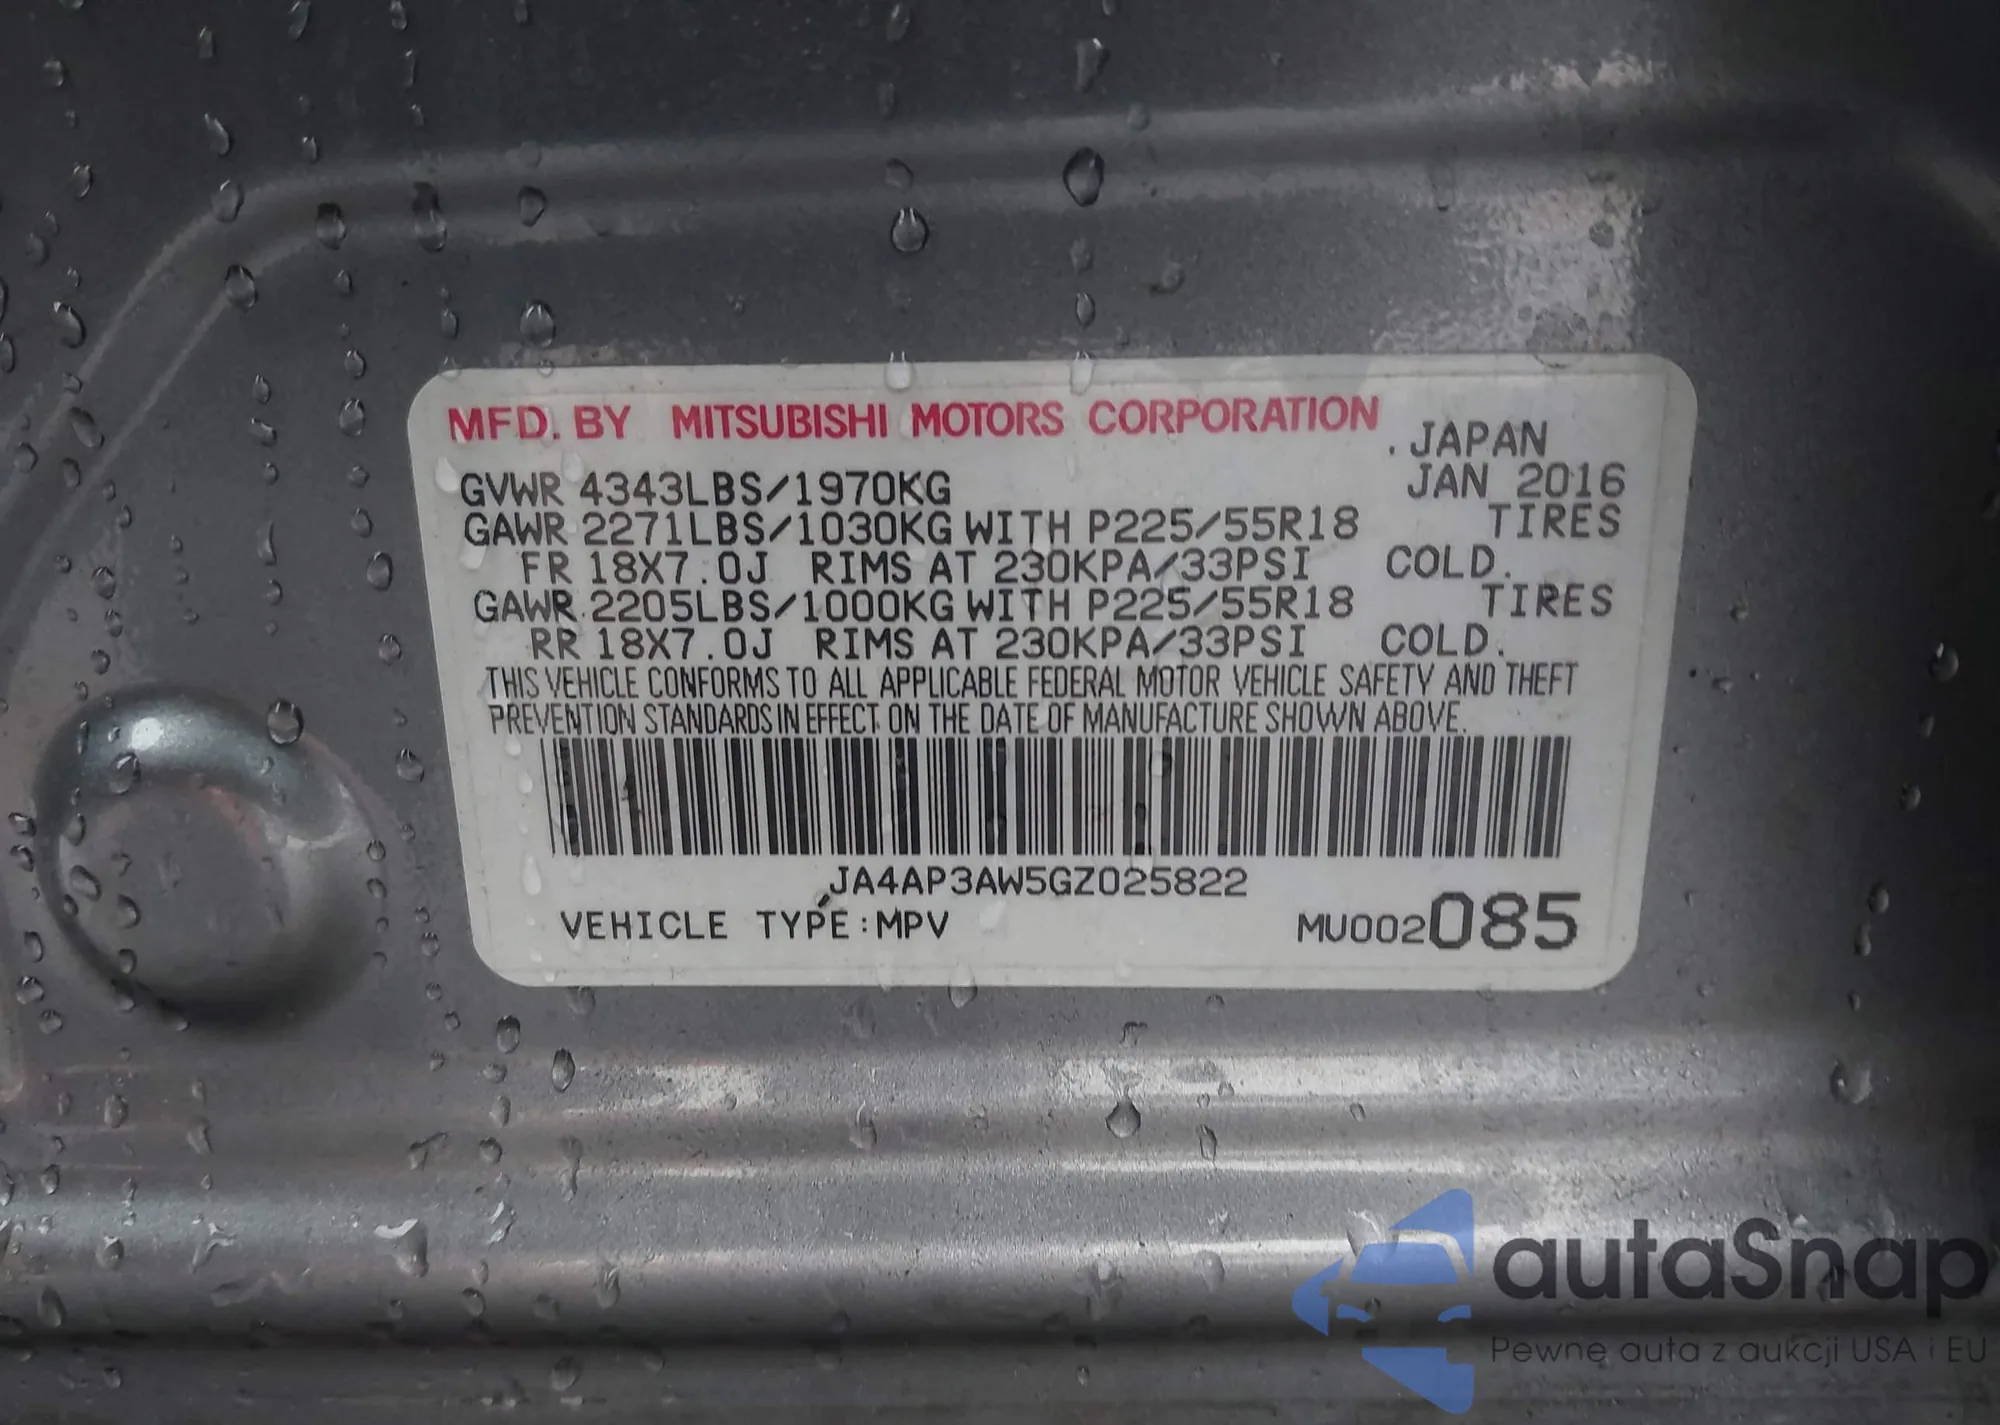 MFD. BY MITSUBISHI MOTORS CORPORATION
.JAPAN
GVWR 4343LBS/1970KG JAN 2016
GAWR 2271LBS/1030KG WITH P225/55R18 TIRES
FR 18X7.0J RIMS AT 230KPA/33PSI COLD.
GAWR 2205LBS/1000KG WITH P225/55R18 TIRES
RR 18X7.0J RIMS AT 230KPA/33PSI COLD.
THIS VEHICLE CONFORMS TO ALL APPLICABLE FEDERAL MOTOR VEHICLE SAFETY AND THEFT
PREVENTION STANDARDS IN EFFECT ON THE DATE OF MANUFACTURE SHOWN ABOVE.
JA4AP3AW5GZ025822
VEHICLE TYPE:MPV MU002085
autaSnap
Pewne auta z aukcji USA i EU